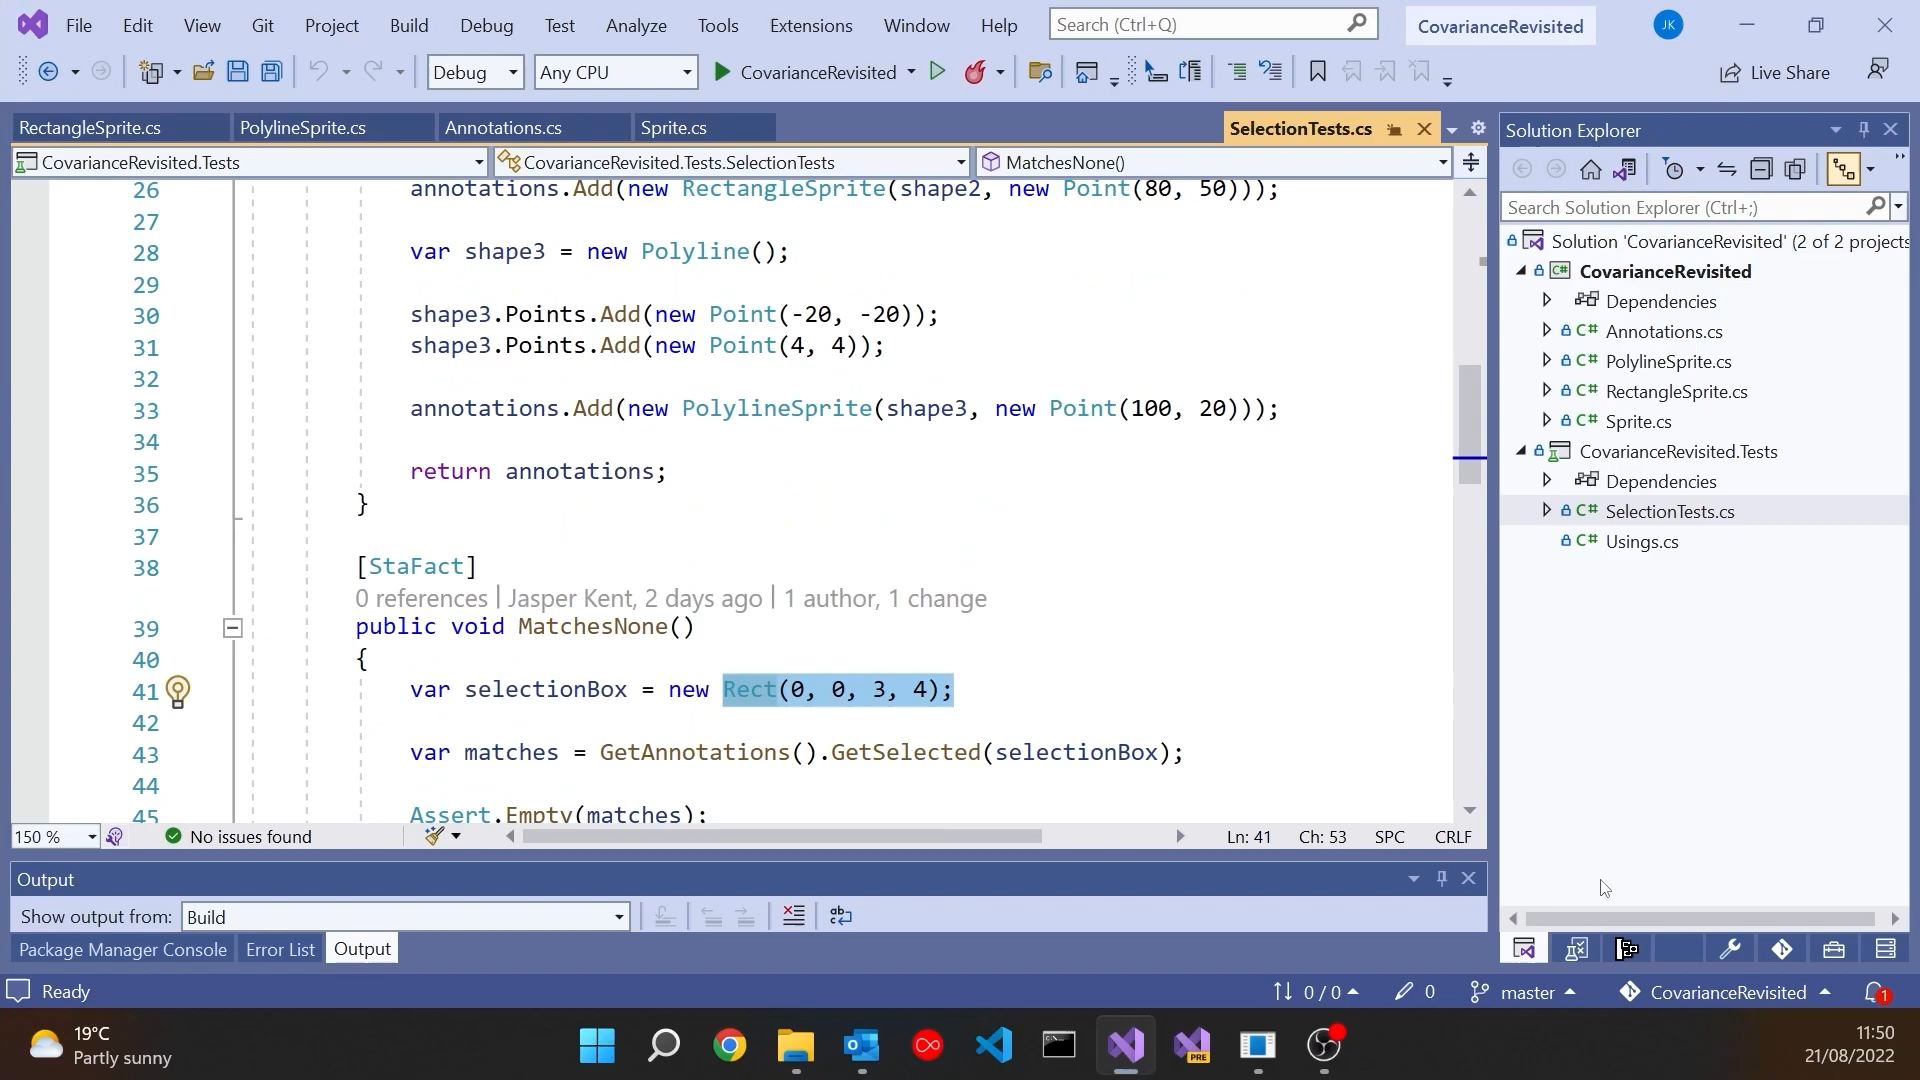 File Edit View Git Project Build Debug Test Analyze Tools Extensions Window Help Search (Ctrl+Q) CovarianceRevisited JK
Debug Any CPU CovarianceRevisited Live Share
RectangleSprite.cs PolylineSprite.cs Annotations.cs Sprite.cs SelectionTests.cs
CovarianceRevisited.Tests CovarianceRevisited.Tests.SelectionTests MatchesNone()
26 annotations.Add(new RectangleSprite(shape2, new Point(80, 50)));
27
28 var shape3 = new Polyline();
29
30 shape3.Points.Add(new Point(-20, -20));
31 shape3.Points.Add(new Point(4, 4));
32
33 annotations.Add(new PolylineSprite(shape3, new Point(100, 20)));
34
35 return annotations;
36 }
37
38 [StaFact]
0 references | Jasper Kent, 2 days ago | 1 author, 1 change
39 public void MatchesNone()
40 {
41 var selectionBox = new Rect(0, 0, 3, 4);
42
43 var matches = GetAnnotations().GetSelected(selectionBox);
44
45 Assert.Empty(matches);
150 % No issues found Ln: 41 Ch: 53 SPC CRLF
Output
Show output from: Build
Package Manager Console Error List Output
Solution Explorer
Search Solution Explorer (Ctrl+;)
Solution 'CovarianceRevisited' (2 of 2 projects
C# CovarianceRevisited
Dependencies
C# Annotations.cs
C# PolylineSprite.cs
C# RectangleSprite.cs
C# Sprite.cs
CovarianceRevisited.Tests
Dependencies
C# SelectionTests.cs
C# Usings.cs
Ready 0 / 0 0 master CovarianceRevisited 1
19°C
Partly sunny
PRE
11:50
21/08/2022